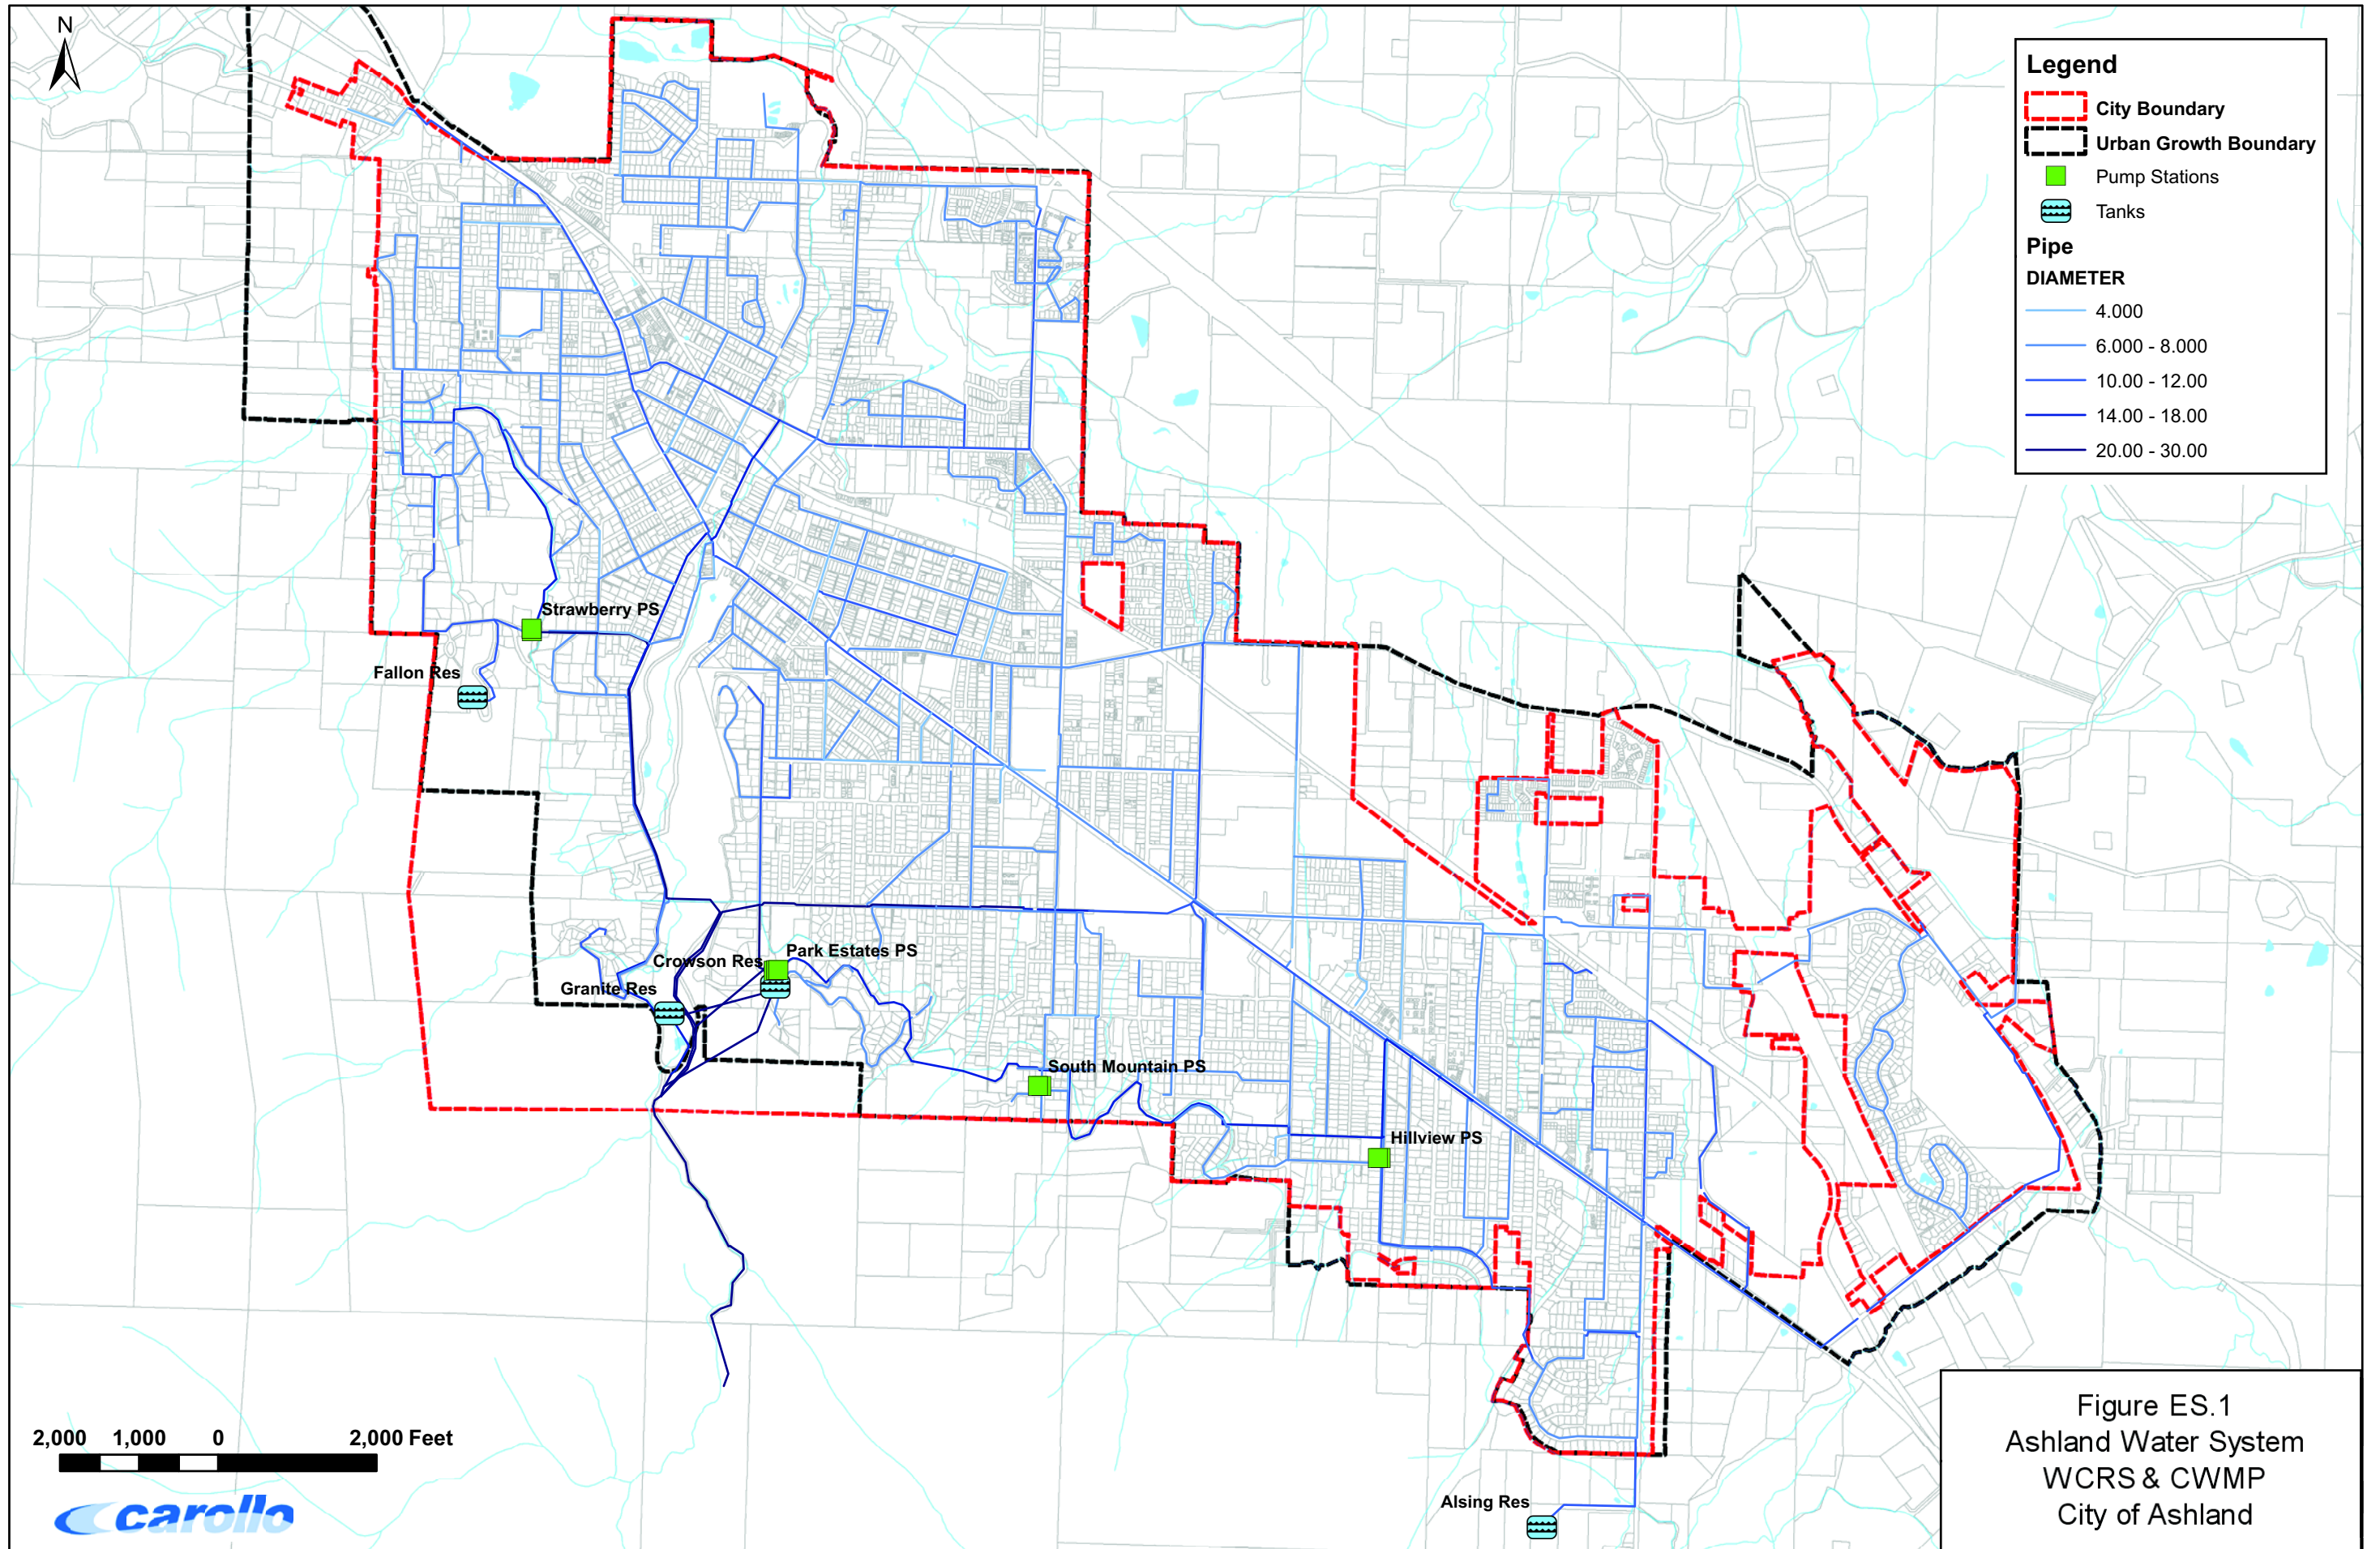 N
Legend
City Boundary
Urban Growth Boundary
Pump Stations
Tanks
Pipe
DIAMETER
4.000
6.000 - 8.000
10.00 - 12.00
14.00 - 18.00
20.00 - 30.00
Strawberry PS
Fallon Res
Park Estates PS
Crowson Res
Granite Res
South Mountain PS
Hillview PS
Alsing Res
2,000 1,000 0 2,000 Feet
carollo
Figure ES.1
Ashland Water System
WCRS & CWMP
City of Ashland